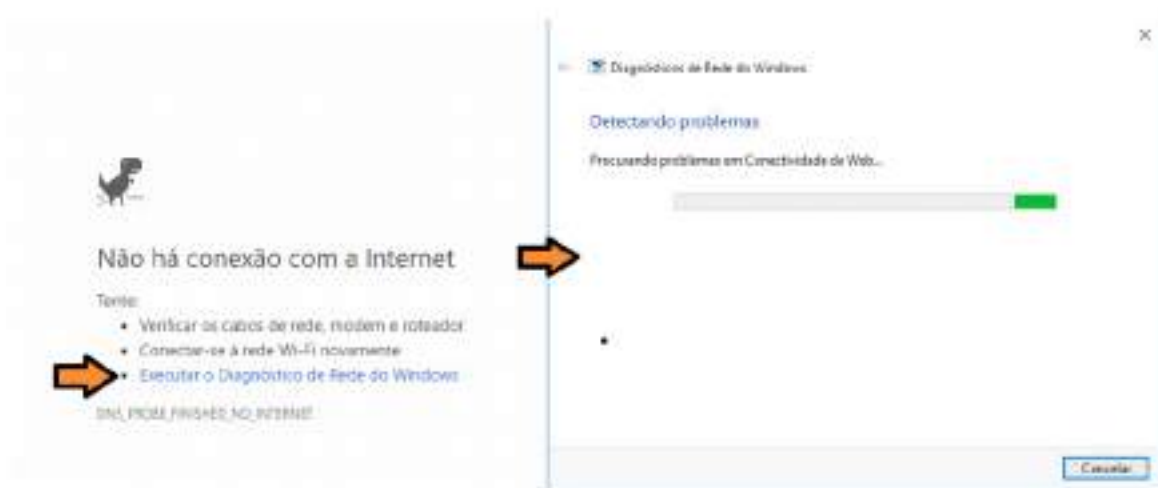 Não há conexão com a Internet
Tente:
• Verificar os cabos de rede, modem e roteador
• Conectar-se à rede Wi-Fi novamente
• Executar o Diagnóstico de Rede do Windows
DNS_PROBE_FINISHED_NO_INTERNET
Diagnósticos de Rede do Windows
Detectando problemas
Procurando problemas em Conectividade de Web...
Cancelar